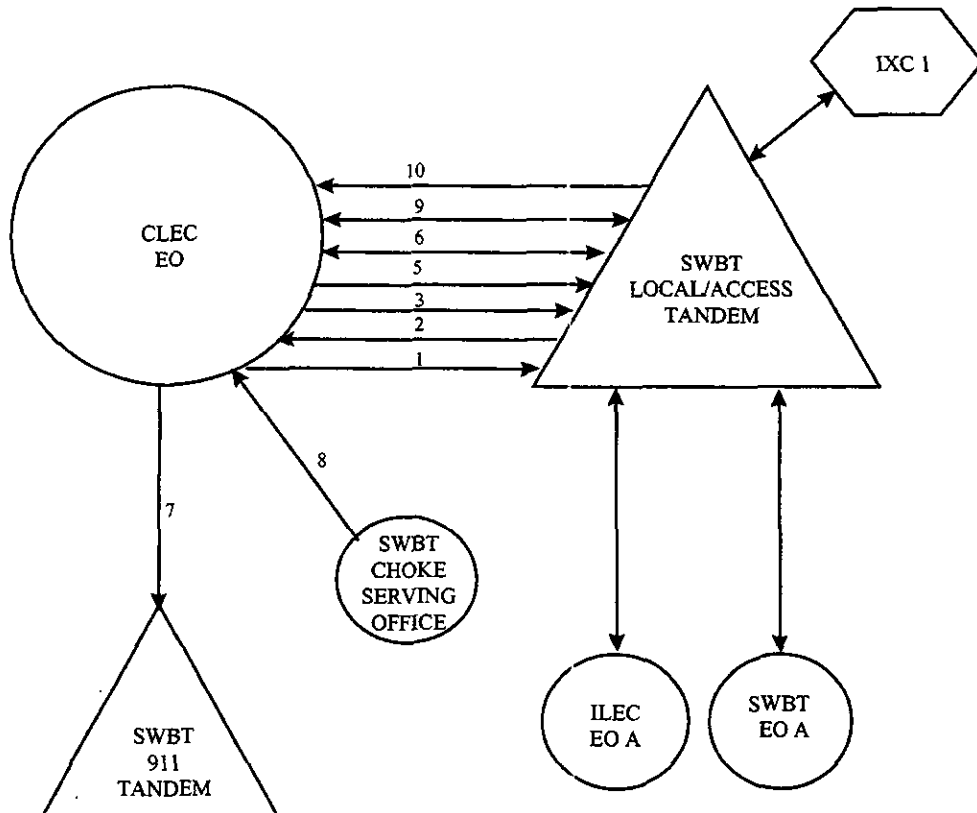 IXC 1
10
9
CLEC
EO
6
5
3
2
1
SWBT
LOCAL/ACCESS
TANDEM
8
7
SWBT
CHOKE
SERVING
OFFICE
ILEC
EO A
SWBT
EO A
SWBT
911
TANDEM